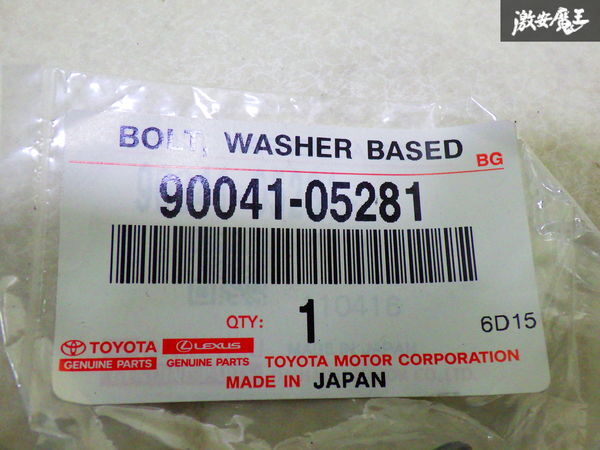 激安魔王
BOLT, WASHER BASED
BG
90041-05281
QTY: 1
6D15
TOYOTA
GENUINE PARTS
LEXUS
GENUINE PARTS
TOYOTA MOTOR CORPORATION
MADE IN JAPAN